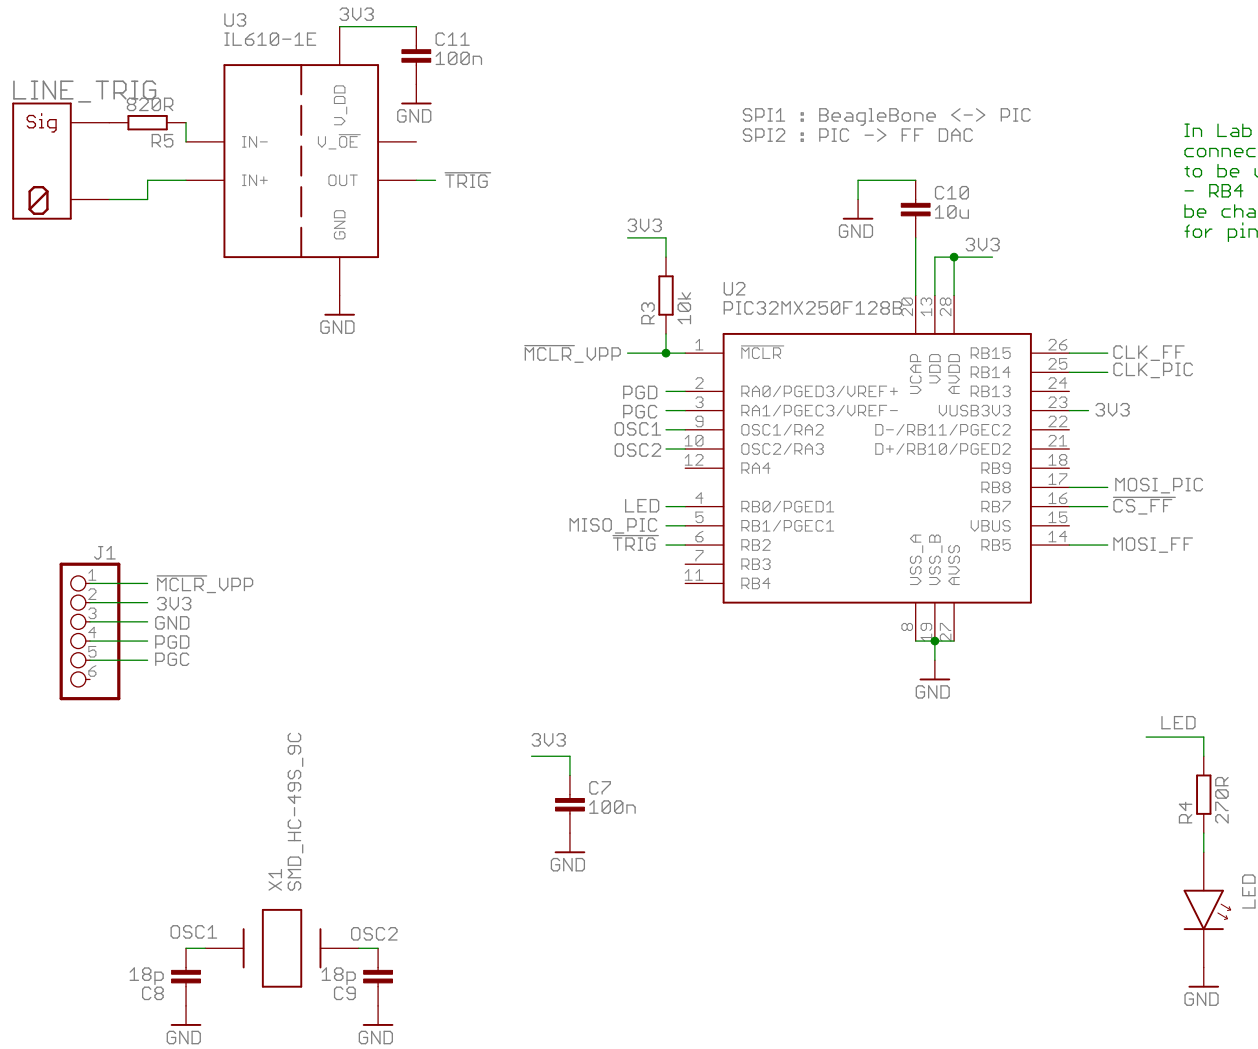 U3
IL610-1E
3V3
C11
100n
GND
LINE_TRIG
820R
R5
Sig
0
IN-
IN+
V_DD
V_OE
OUT
GND
TRIG
GND
SPI1 : BeagleBone <-> PIC
SPI2 : PIC -> FF DAC
In Lab
connec
to be u
- RB4
be cha
for pin
C10
10u
GND
3V3
3V3
R3
10k
U2
PIC32MX250F128B
20
13
28
MCLR_VPP
1
MCLR
PGD
2
RA0/PGED3/VREF+
PGC
3
RA1/PGEC3/VREF-
OSC1
9
OSC1/RA2
OSC2
10
OSC2/RA3
12
RA4
LED
4
RB0/PGED1
MISO_PIC
5
RB1/PGEC1
TRIG
6
RB2
7
RB3
11
RB4
VCAP
VDD
AVDD
RB15
26
CLK_FF
RB14
25
CLK_PIC
RB13
24
VUSB3V3
23
3V3
D-/RB11/PGEC2
22
D+/RB10/PGED2
21
RB9
18
RB8
17
MOSI_PIC
RB7
16
CS_FF
VBUS
15
RB5
14
MOSI_FF
VSS_A
VSS_B
AVSS
8
19
27
GND
J1
1
MCLR_VPP
2
3V3
3
GND
4
PGD
5
PGC
6
X1
SMD_HC-49S_9C
OSC1
OSC2
18p
C8
18p
C9
GND
GND
3V3
C7
100n
GND
LED
R4
270R
LED
GND